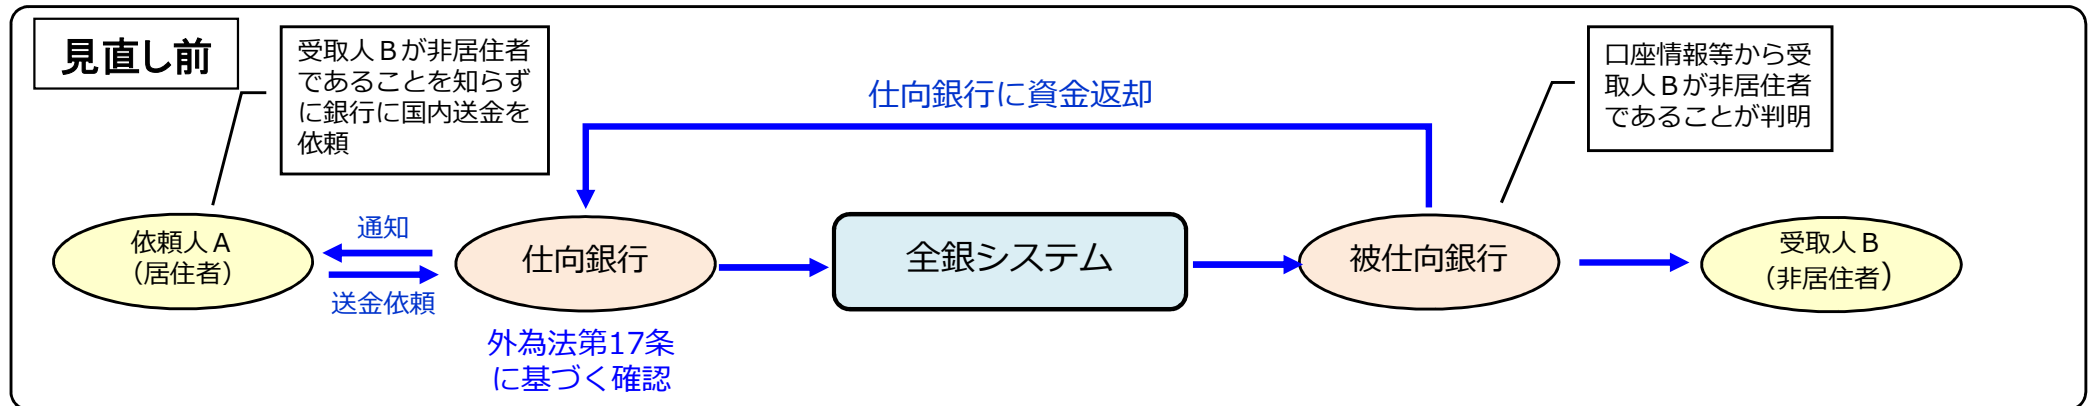 見直し前
受取人Ｂが非居住者
であることを知らず
に銀行に国内送金を
依頼
仕向銀行に資金返却
口座情報等から受
取人Ｂが非居住者
であることが判明
依頼人Ａ
（居住者）
通知
送金依頼
仕向銀行
全銀システム
被仕向銀行
受取人Ｂ
（非居住者）
外為法第17条
に基づく確認